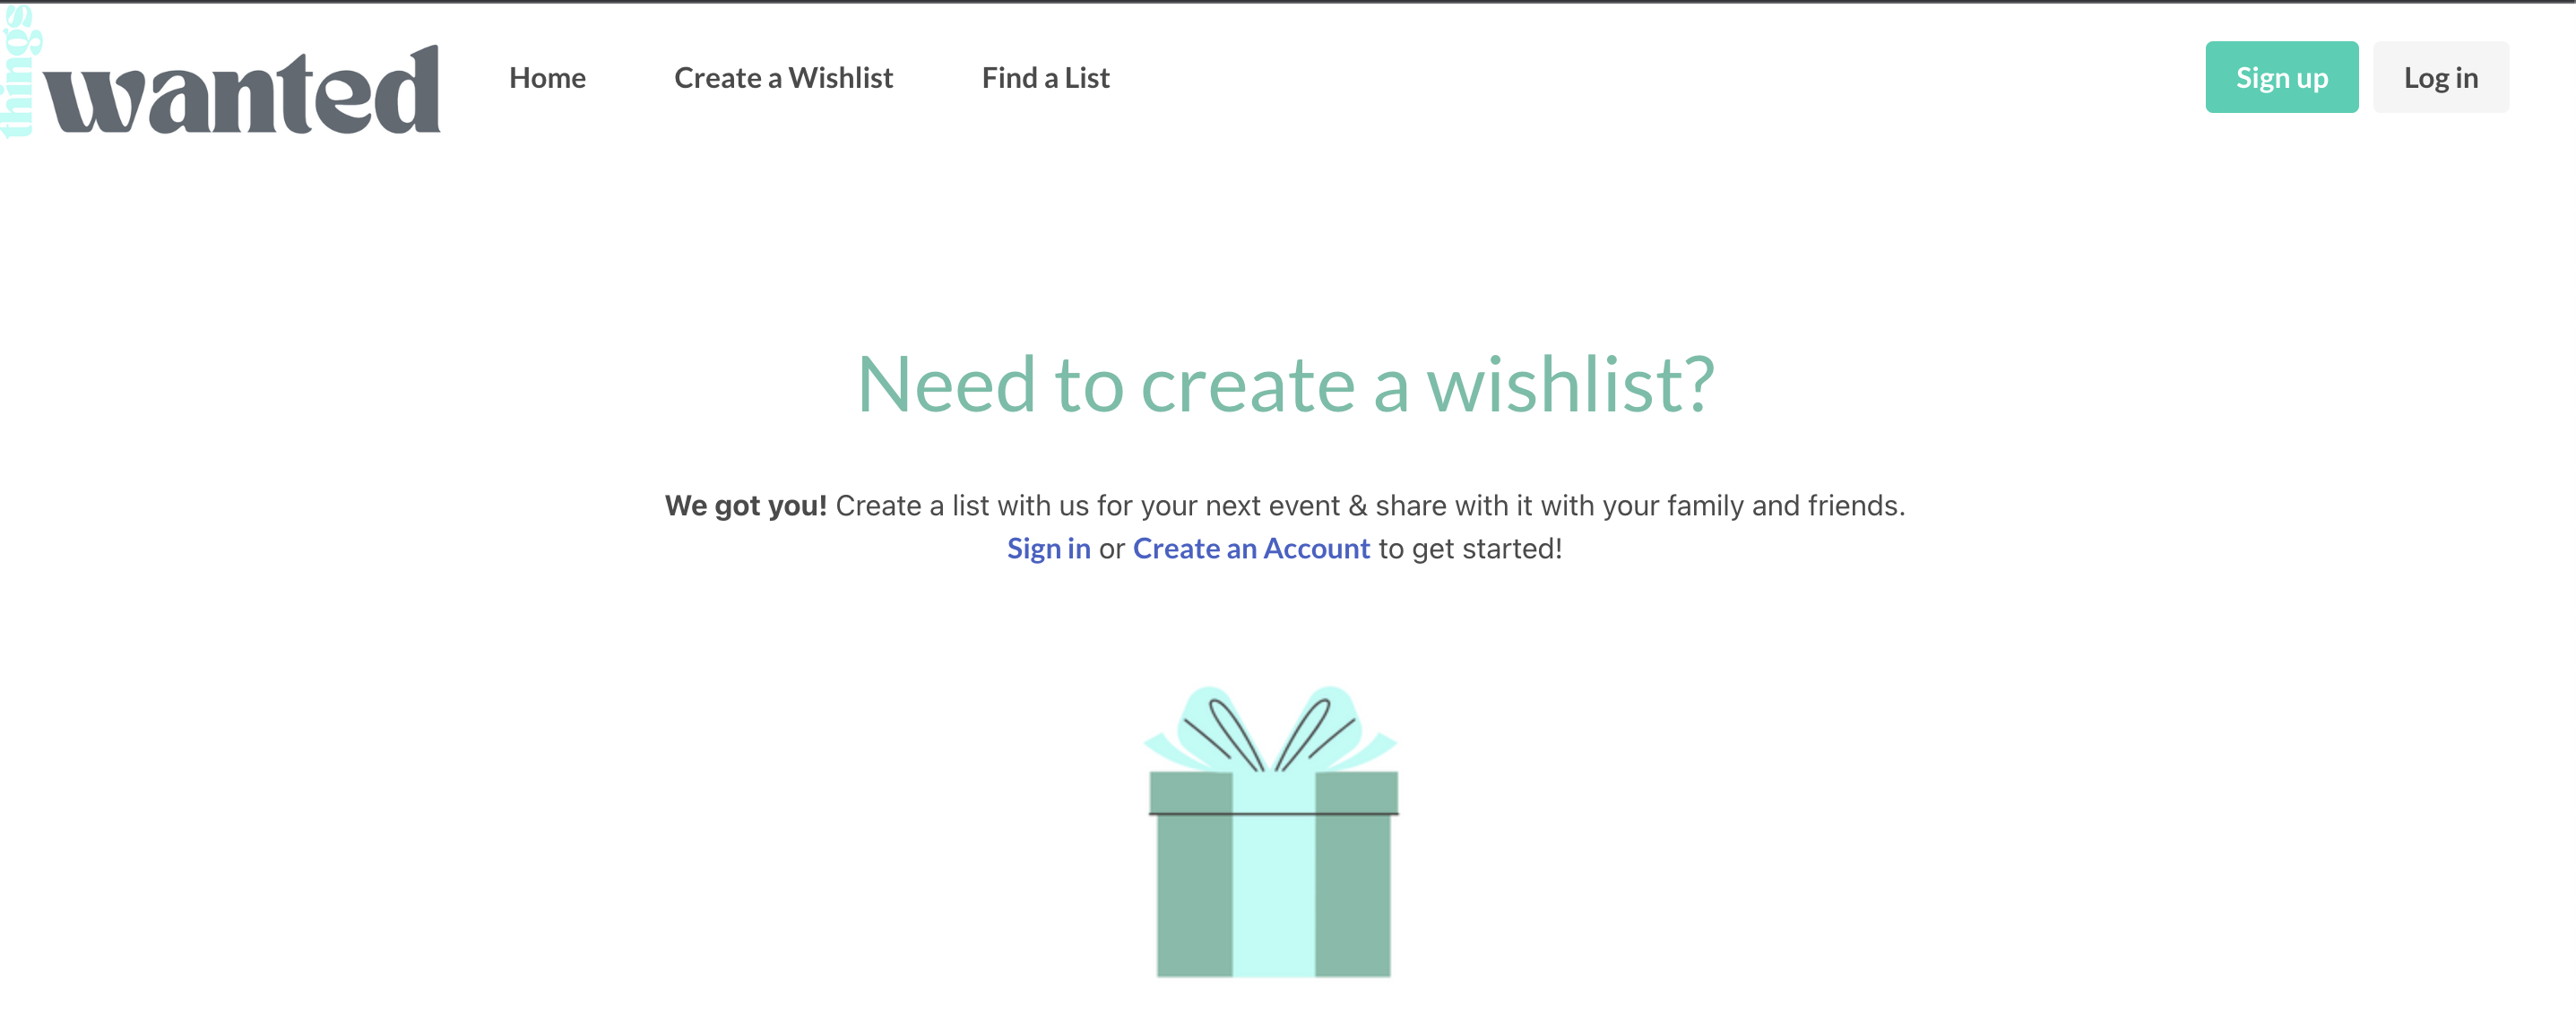 things
wanted
Home
Create a Wishlist
Find a List
Sign up
Log in
Need to create a wishlist?
We got you! Create a list with us for your next event & share with it with your family and friends.
Sign in or Create an Account to get started!